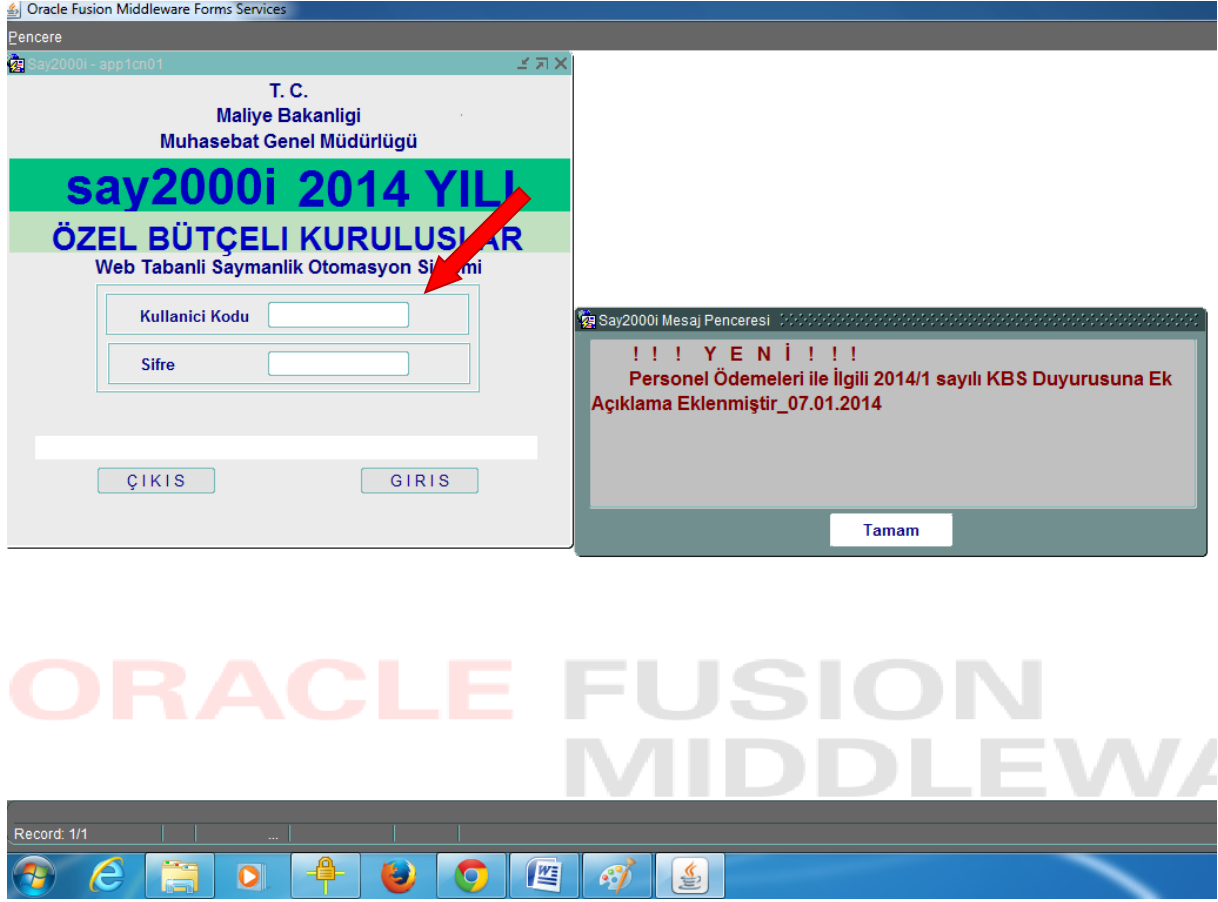 Oracle Fusion Middleware Forms Services
Pencere
Say2000i - app1cn01
T. C.
Maliye Bakanligi
Muhasebat Genel Müdürlügü
say2000i 2014 YILI
ÖZEL BÜTÇELI KURULUSLAR
Web Tabanli Saymanlik Otomasyon Sistemi
Kullanici Kodu
Sifre
ÇIKIS GIRIS
Say2000i Mesaj Penceresi
! ! ! Y E N İ ! ! !
Personel Ödemeleri ile İlgili 2014/1 sayılı KBS Duyurusuna Ek
Açıklama Eklenmiştir_07.01.2014
Tamam
ORACLE FUSION
MIDDLEWA
Record: 1/1 ...